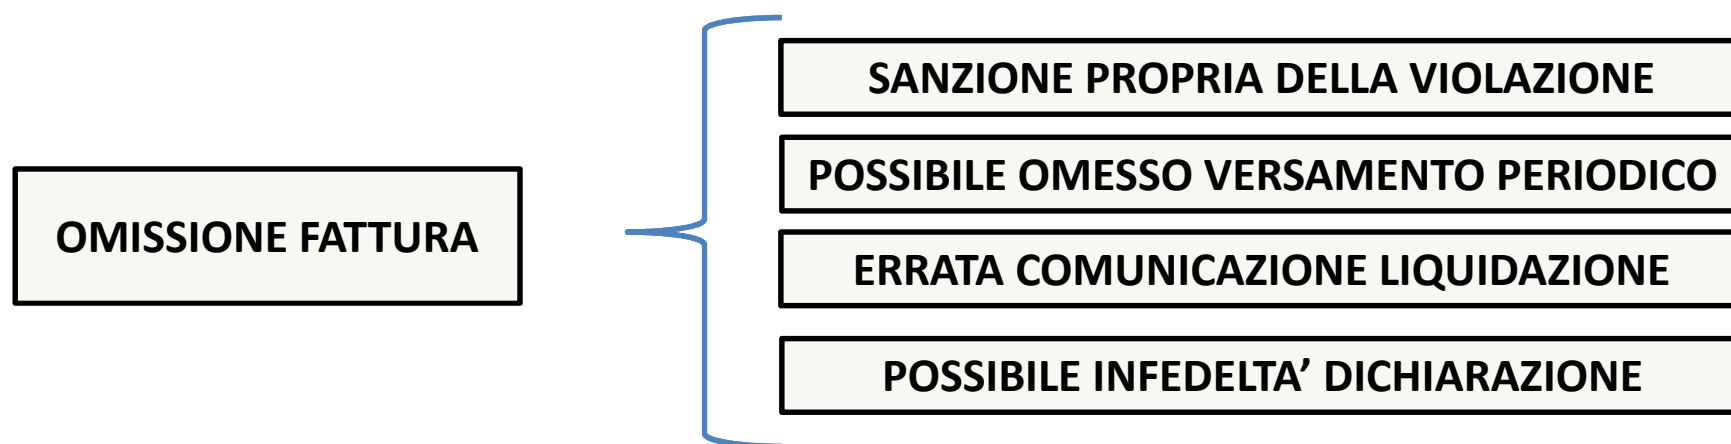 OMISSIONE FATTURA
SANZIONE PROPRIA DELLA VIOLAZIONE
POSSIBILE OMESSO VERSAMENTO PERIODICO
ERRATA COMUNICAZIONE LIQUIDAZIONE
POSSIBILE INFEDELTA’ DICHIARAZIONE